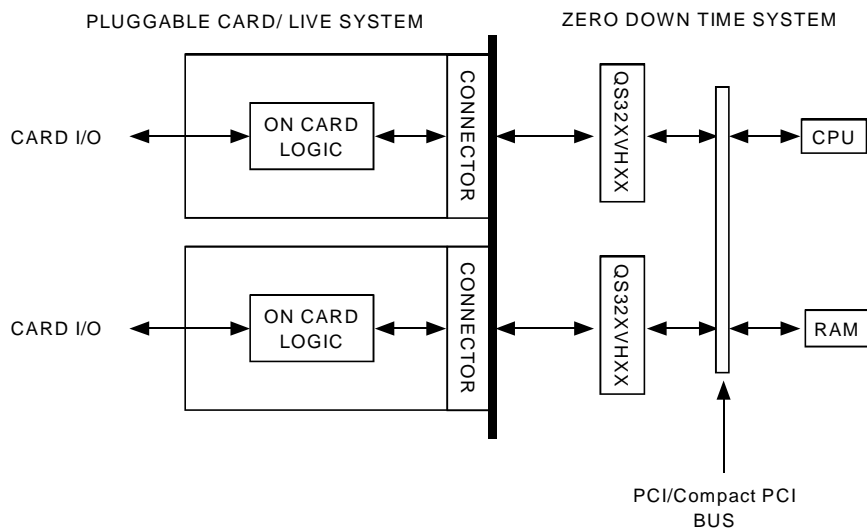 PLUGGABLE CARD/ LIVE SYSTEM
ZERO DOWN TIME SYSTEM
CARD I/O
ON CARD
LOGIC
CONNECTOR
QS32XVHXX
CPU
CARD I/O
ON CARD
LOGIC
CONNECTOR
QS32XVHXX
RAM
PCI/Compact PCI
BUS